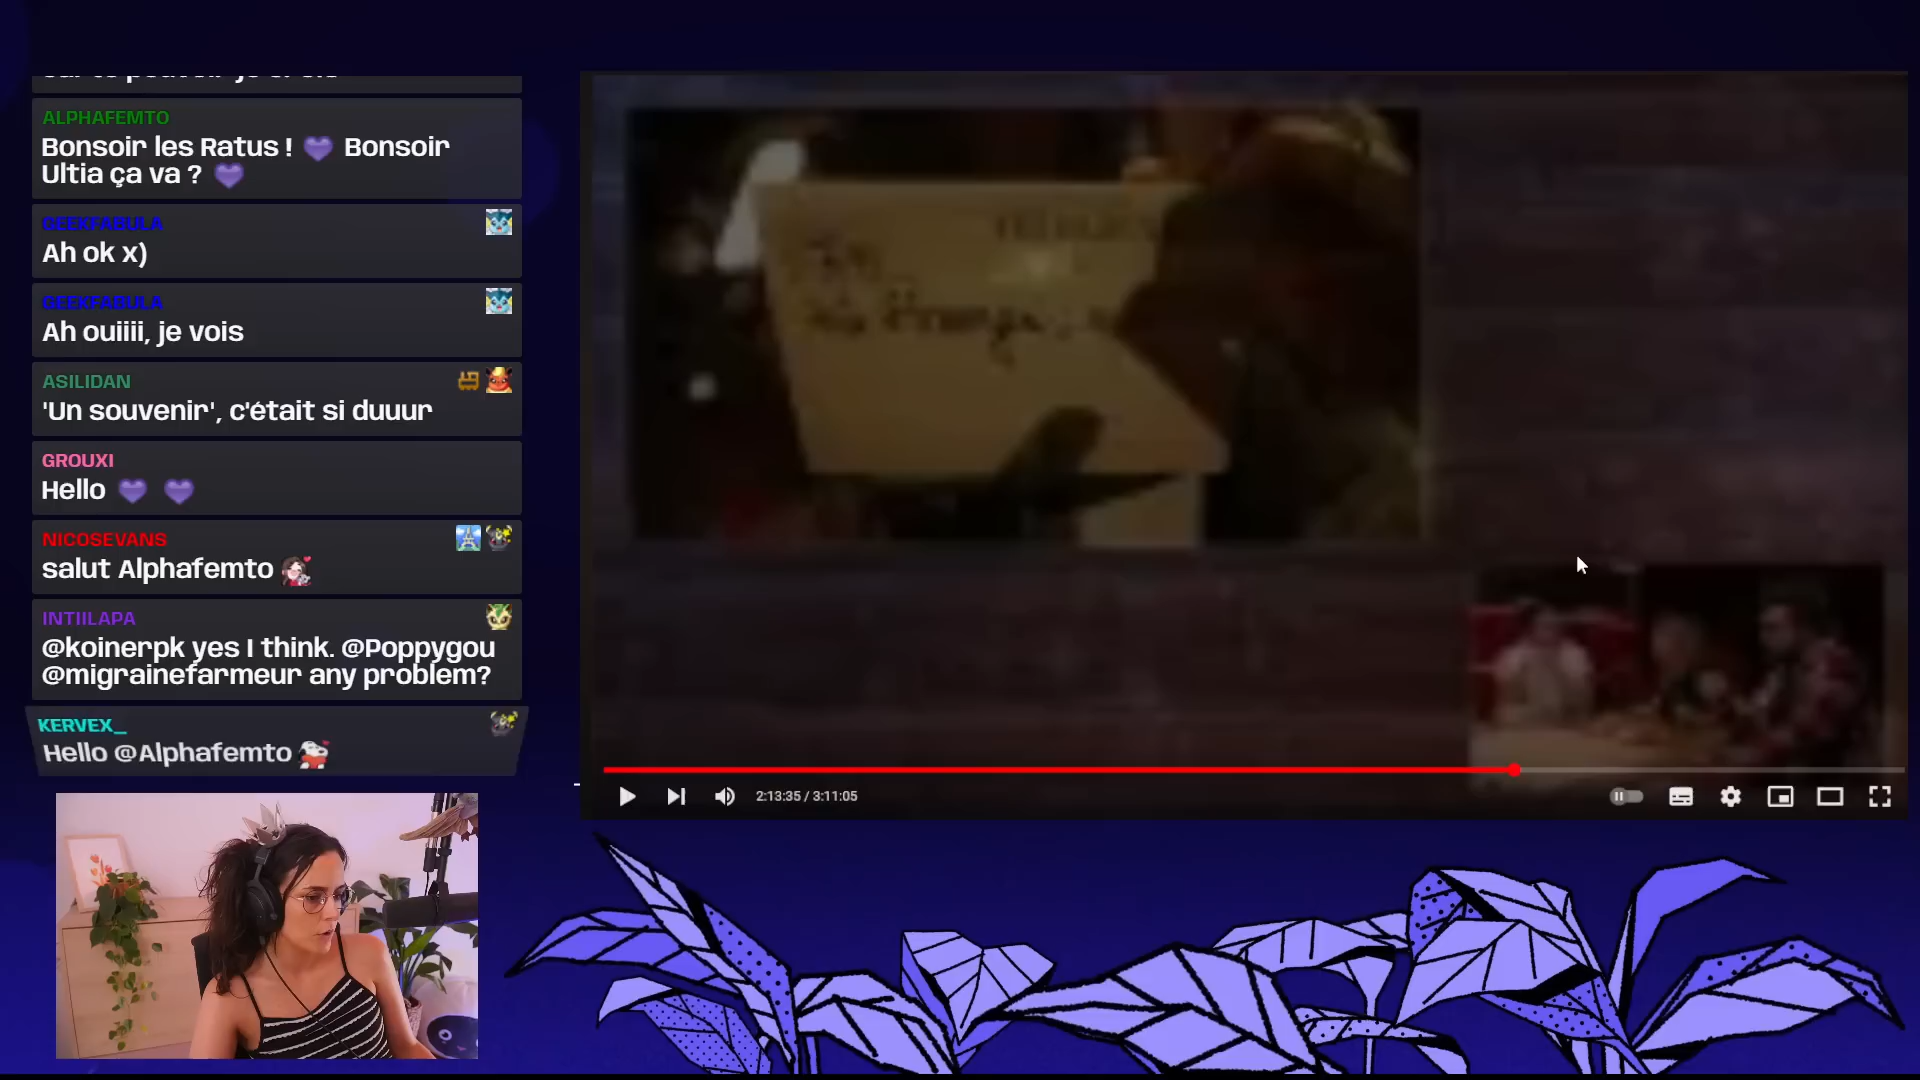 ALPHAFEMTO
Bonsoir les Ratus ! 💜 Bonsoir
Ultia ça va ? 💜
GEEKFABULA
Ah ok x)
GEEKFABULA
Ah ouiiii, je vois
ASILIDAN
'Un souvenir', c'était si duuur
GROUXI
Hello 💜 💜
NICOSEVANS
salut Alphafemto
INTIILAPA
@koinerpk yes I think. @Poppygou
@migrainefarmeur any problem?
KERVEX_
Hello @Alphafemto
2:13:35 / 3:11:05